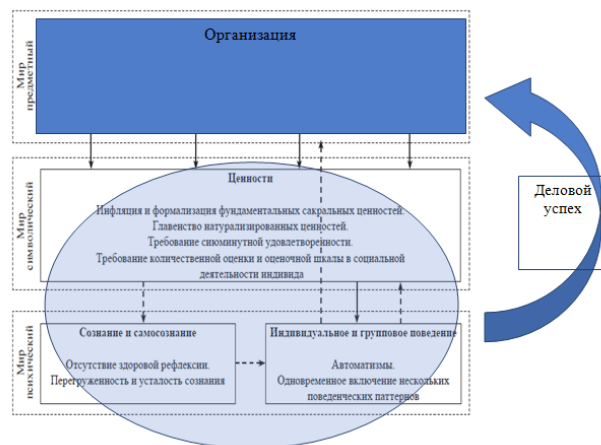 Организация
Мир
предметный
Ценности
Инфляция и формализация фундаментальных сакральных ценностей.
Главенство натурализированных ценностей.
Требование сиюминутной удовлетворенности.
Требование количественной оценки и оценочной шкалы в социальной
деятельности индивида
Мир
символический
Деловой
успех
Сознание и самосознание
Отсутствие здоровой рефлексии.
Перегруженность и усталость сознания
Индивидуальное и групповое поведение
Автоматизмы.
Одновременное включение нескольких
поведенческих паттернов
Мир
психический